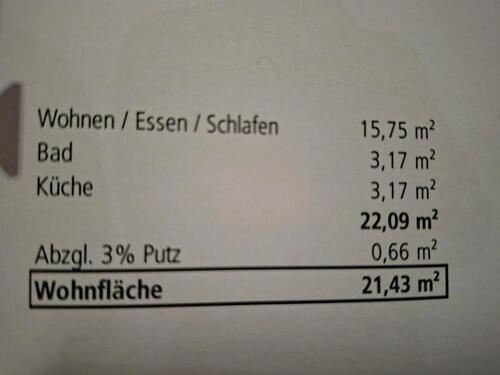 Wohnen / Essen / Schlafen 15,75 m²
Bad 3,17 m²
Küche 3,17 m²
22,09 m²
Abzgl. 3% Putz 0,66 m²
Wohnfläche 21,43 m²